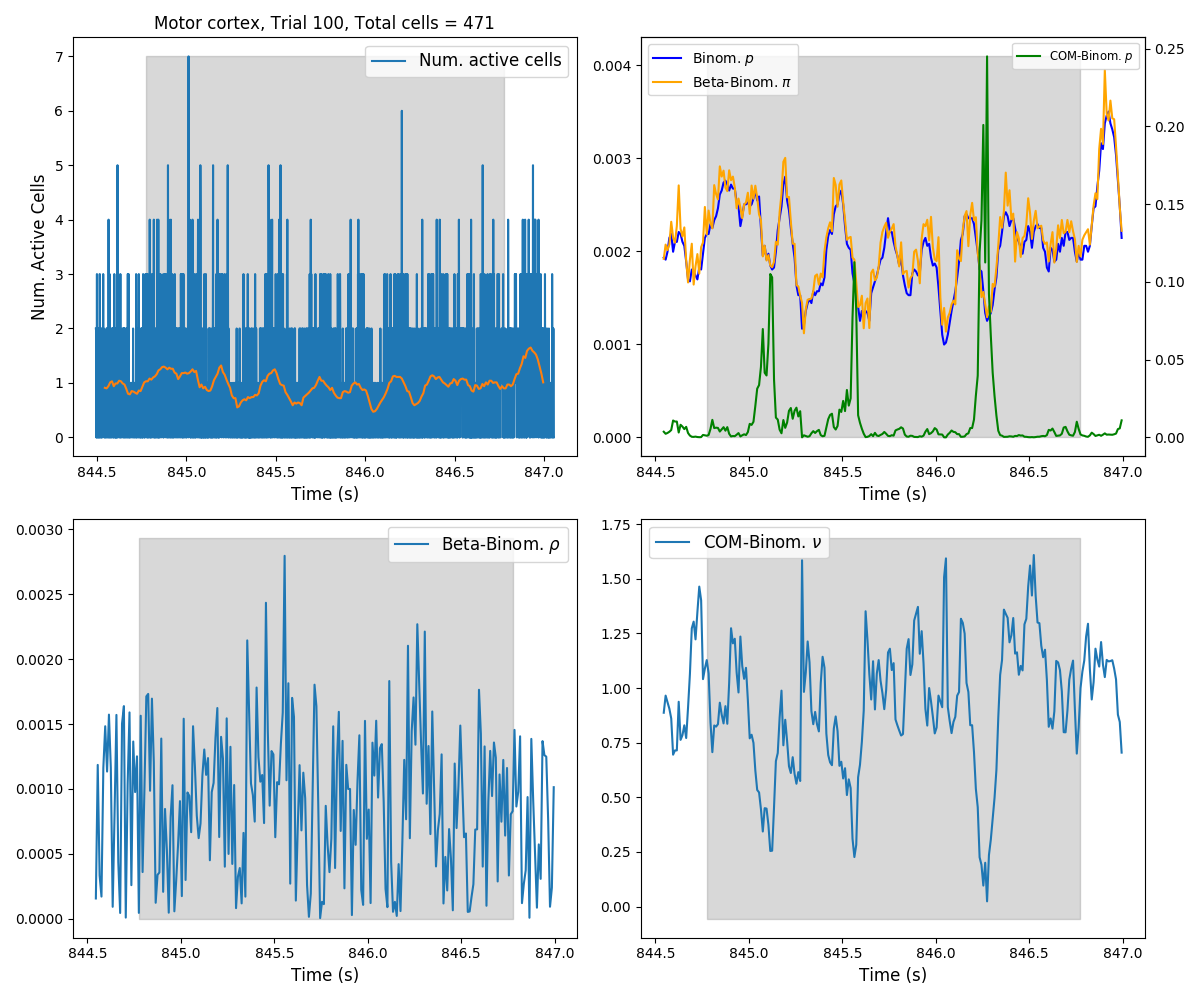 Motor cortex, Trial 100, Total cells = 471
Num. active cells
Num. Active Cells
7
6
5
4
3
2
1
0
844.5 845.0 845.5 846.0 846.5 847.0
Time (s)
Binom. p
Beta-Binom. π
COM-Binom. p
0.004
0.003
0.002
0.001
0.000
0.25
0.20
0.15
0.10
0.05
0.00
844.5 845.0 845.5 846.0 846.5 847.0
Time (s)
Beta-Binom. ρ
0.0030
0.0025
0.0020
0.0015
0.0010
0.0005
0.0000
844.5 845.0 845.5 846.0 846.5 847.0
Time (s)
COM-Binom. ν
1.75
1.50
1.25
1.00
0.75
0.50
0.25
0.00
844.5 845.0 845.5 846.0 846.5 847.0
Time (s)